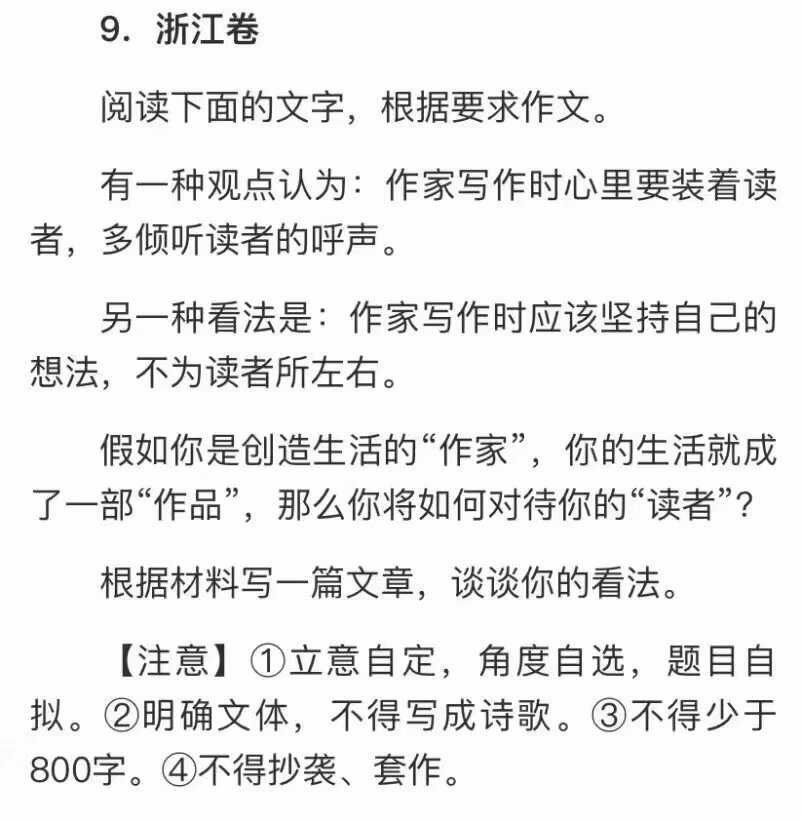 9．浙江卷
阅读下面的文字，根据要求作文。
有一种观点认为：作家写作时心里要装着读
者，多倾听读者的呼声。
另一种看法是：作家写作时应该坚持自己的
想法，不为读者所左右。
假如你是创造生活的“作家”，你的生活就成
了一部“作品”，那么你将如何对待你的“读者”？
根据材料写一篇文章，谈谈你的看法。
【注意】①立意自定，角度自选，题目自
拟。②明确文体，不得写成诗歌。③不得少于
800字。④不得抄袭、套作。